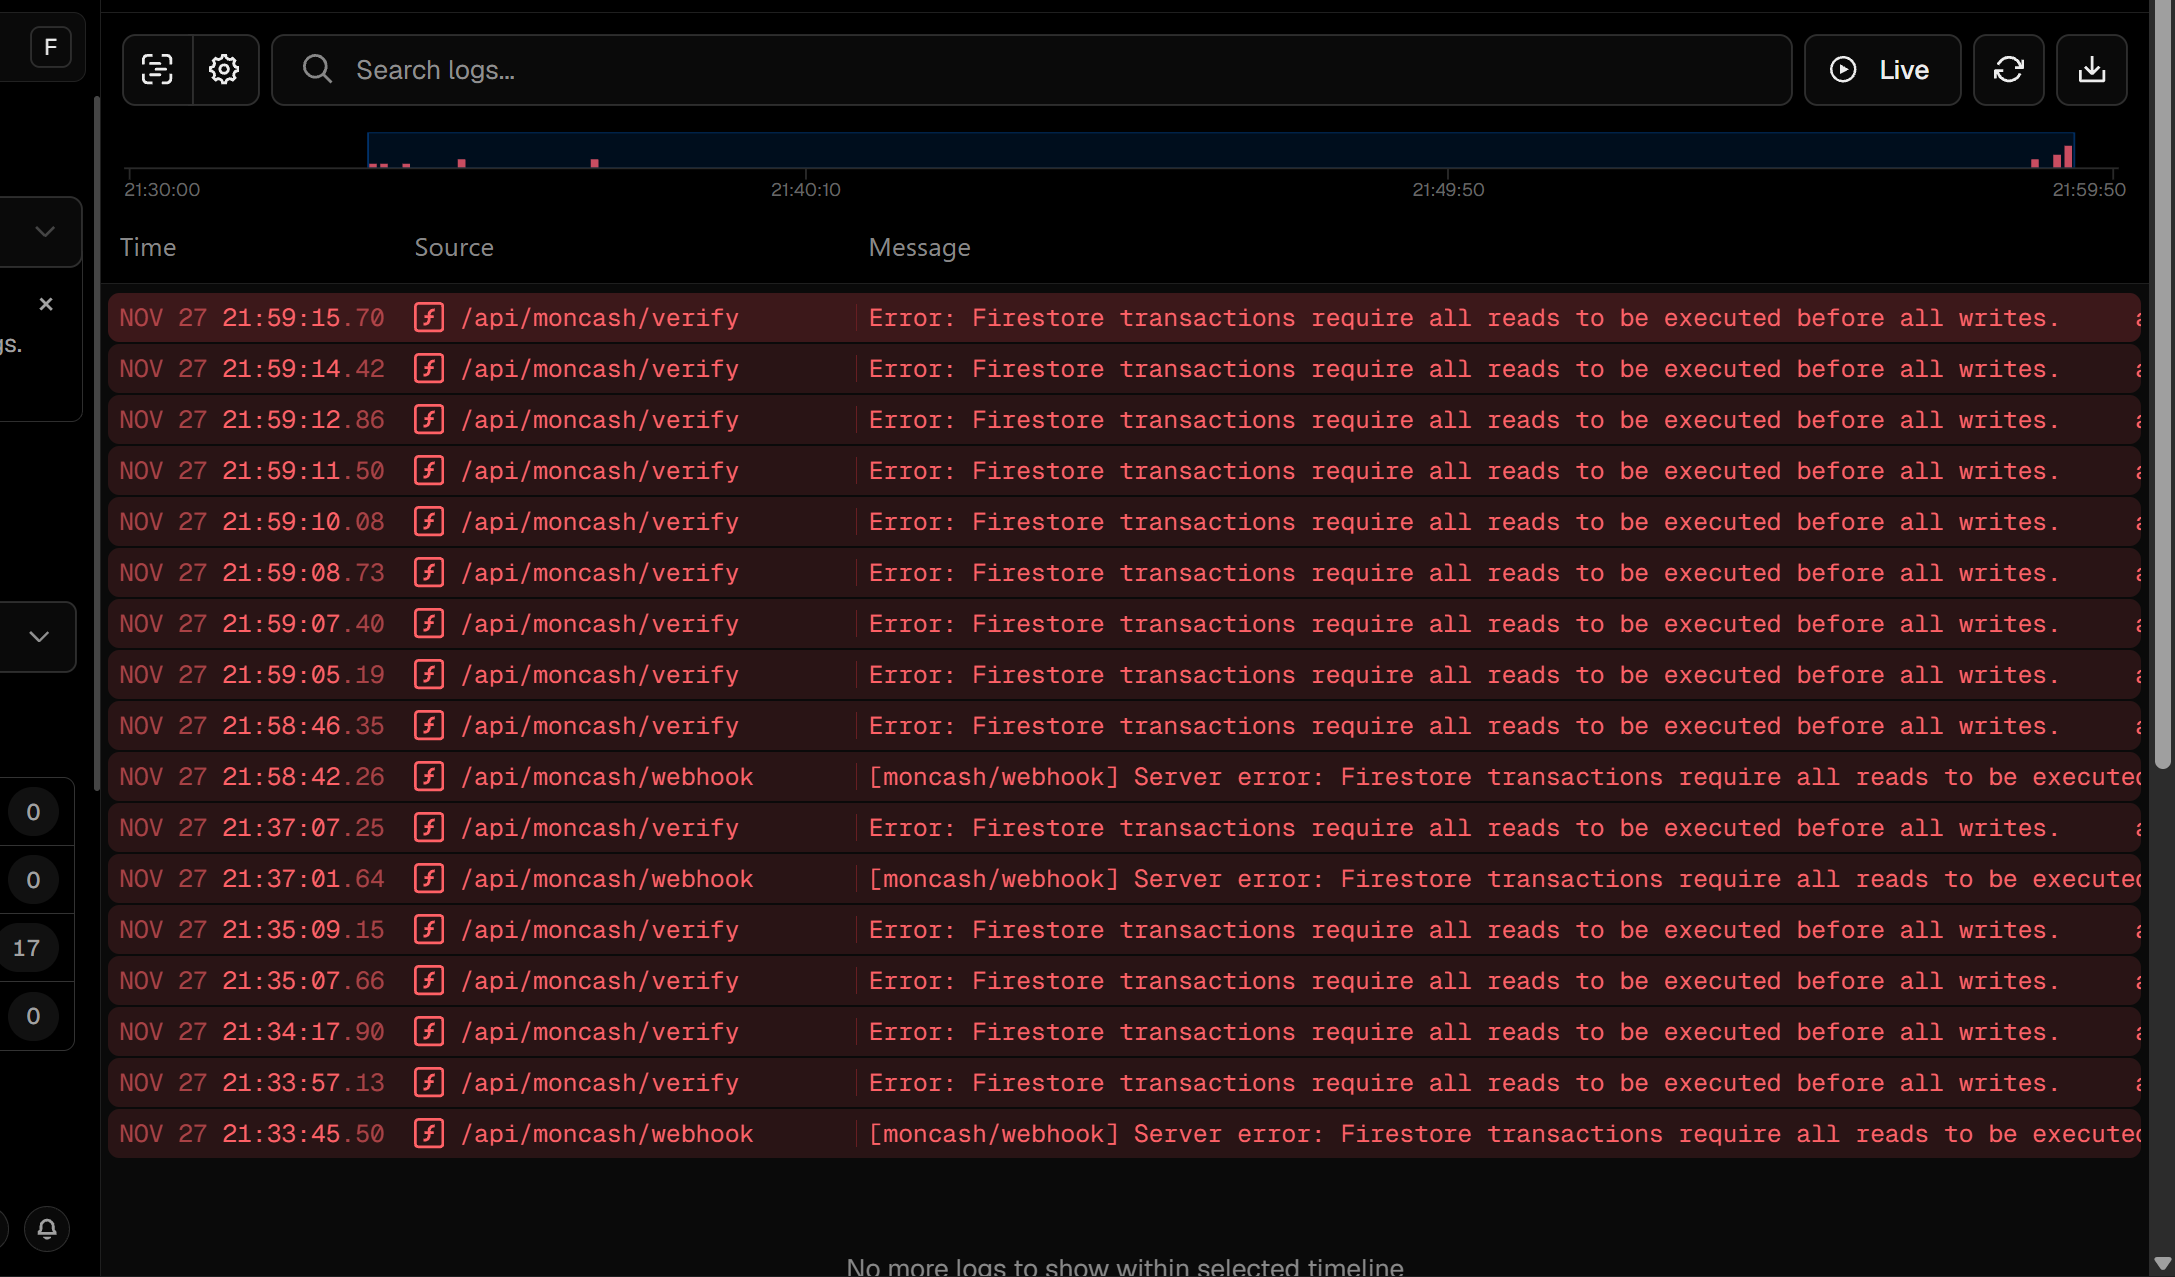 F
Search logs...
Live
21:30:00 21:40:10 21:49:50 21:59:50
Time Source Message
NOV 27 21:59:15.70 /api/moncash/verify Error: Firestore transactions require all reads to be executed before all writes.
NOV 27 21:59:14.42 /api/moncash/verify Error: Firestore transactions require all reads to be executed before all writes.
NOV 27 21:59:12.86 /api/moncash/verify Error: Firestore transactions require all reads to be executed before all writes.
NOV 27 21:59:11.50 /api/moncash/verify Error: Firestore transactions require all reads to be executed before all writes.
NOV 27 21:59:10.08 /api/moncash/verify Error: Firestore transactions require all reads to be executed before all writes.
NOV 27 21:59:08.73 /api/moncash/verify Error: Firestore transactions require all reads to be executed before all writes.
NOV 27 21:59:07.40 /api/moncash/verify Error: Firestore transactions require all reads to be executed before all writes.
NOV 27 21:59:05.19 /api/moncash/verify Error: Firestore transactions require all reads to be executed before all writes.
NOV 27 21:58:46.35 /api/moncash/verify Error: Firestore transactions require all reads to be executed before all writes.
NOV 27 21:58:42.26 /api/moncash/webhook [moncash/webhook] Server error: Firestore transactions require all reads to be executed
NOV 27 21:37:07.25 /api/moncash/verify Error: Firestore transactions require all reads to be executed before all writes.
NOV 27 21:37:01.64 /api/moncash/webhook [moncash/webhook] Server error: Firestore transactions require all reads to be executed
NOV 27 21:35:09.15 /api/moncash/verify Error: Firestore transactions require all reads to be executed before all writes.
NOV 27 21:35:07.66 /api/moncash/verify Error: Firestore transactions require all reads to be executed before all writes.
NOV 27 21:34:17.90 /api/moncash/verify Error: Firestore transactions require all reads to be executed before all writes.
NOV 27 21:33:57.13 /api/moncash/verify Error: Firestore transactions require all reads to be executed before all writes.
NOV 27 21:33:45.50 /api/moncash/webhook [moncash/webhook] Server error: Firestore transactions require all reads to be executed
No more logs to show within selected timeline
gs.
0
0
17
0